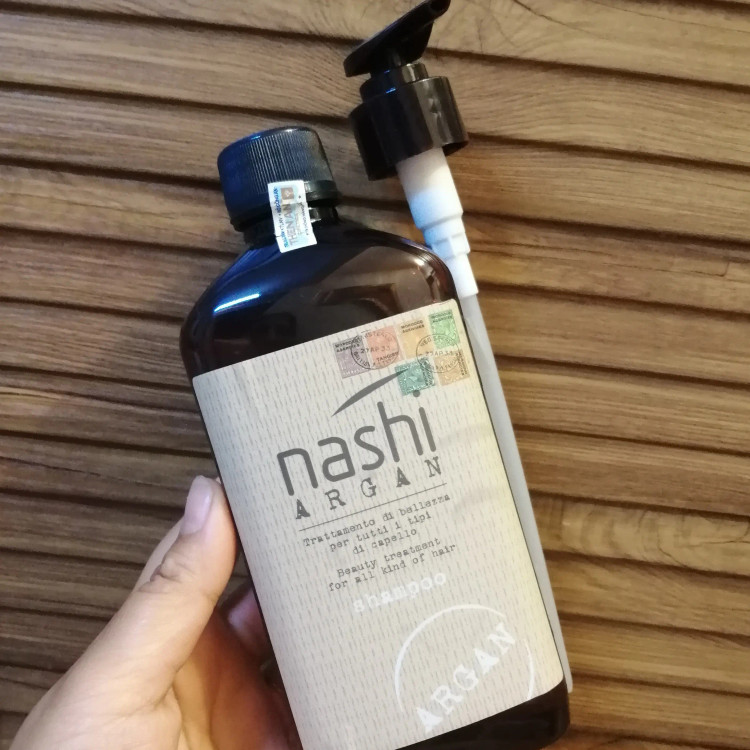 nashi
ARGAN
Trattamento di bellezza
per tutti i tipi
di capello
Beauty treatment
for all kind of hair
shampoo
ARGAN